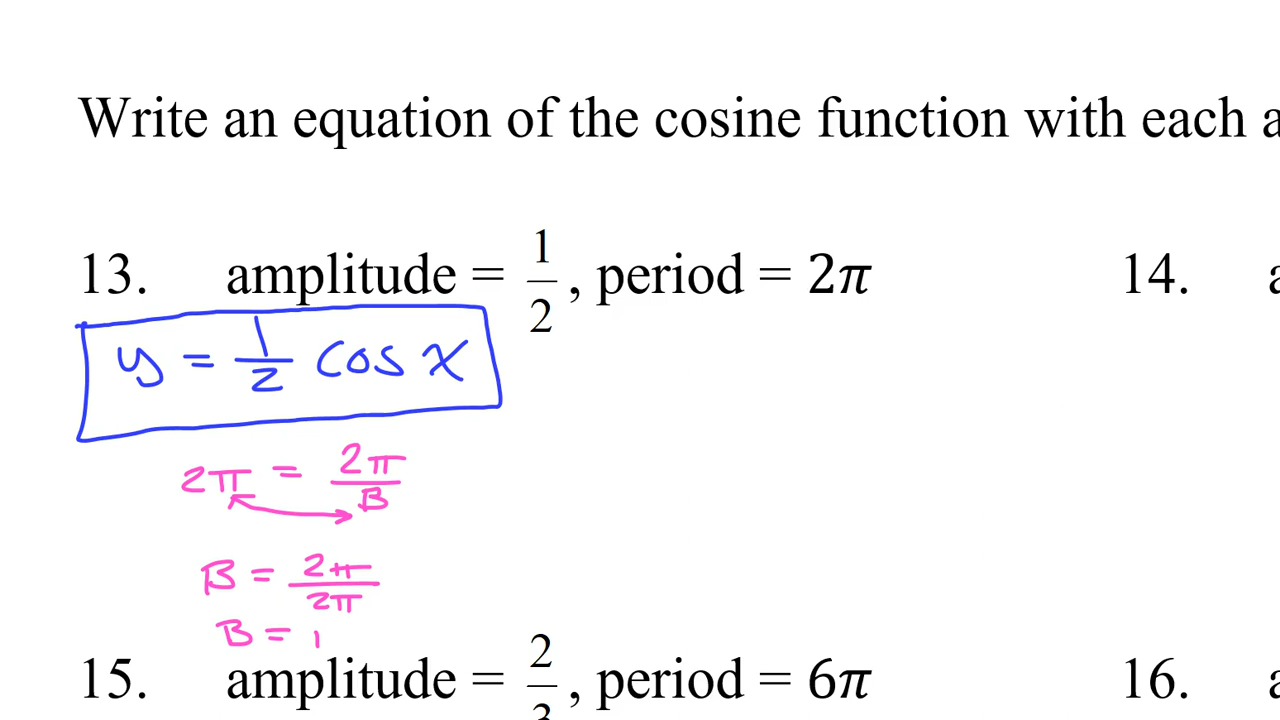 Write an equation of the cosine function with each a
13. amplitude = 1/2, period = 2π 14. a
y = 1/2 cos x
2π = 2π/B
B = 2π/2π
B = 1
15. amplitude = 2/3, period = 6π 16. a